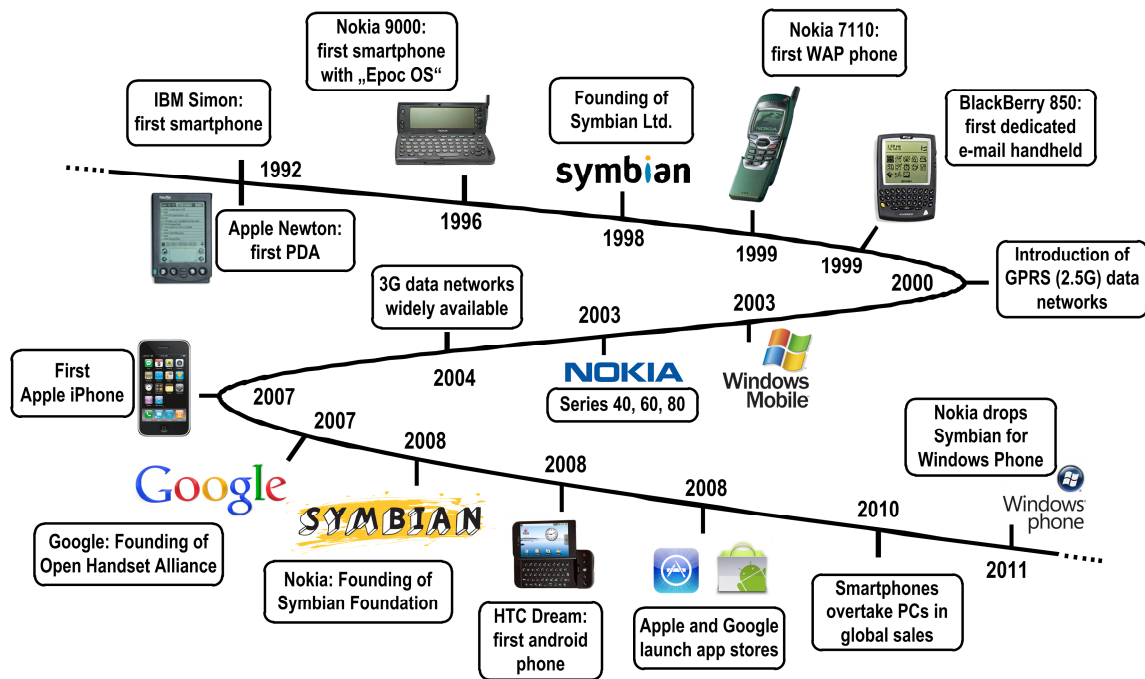 IBM Simon:
first smartphone
1992
Apple Newton:
first PDA
Nokia 9000:
first smartphone
with „Epoc OS“
1996
Founding of
Symbian Ltd.
symbian
1998
Nokia 7110:
first WAP phone
NOKIA
1999
BlackBerry 850:
first dedicated
e-mail handheld
1999
2000
Introduction of
GPRS (2.5G) data
networks
2003
Windows
Mobile
2003
NOKIA
Series 40, 60, 80
3G data networks
widely available
2004
First
Apple iPhone
2007
2007
Google
Google: Founding of
Open Handset Alliance
2008
SYMBIAN
Nokia: Founding of
Symbian Foundation
2008
HTC Dream:
first android
phone
2008
Apple and Google
launch app stores
2010
Smartphones
overtake PCs in
global sales
Nokia drops
Symbian for
Windows Phone
Windows
phone
2011